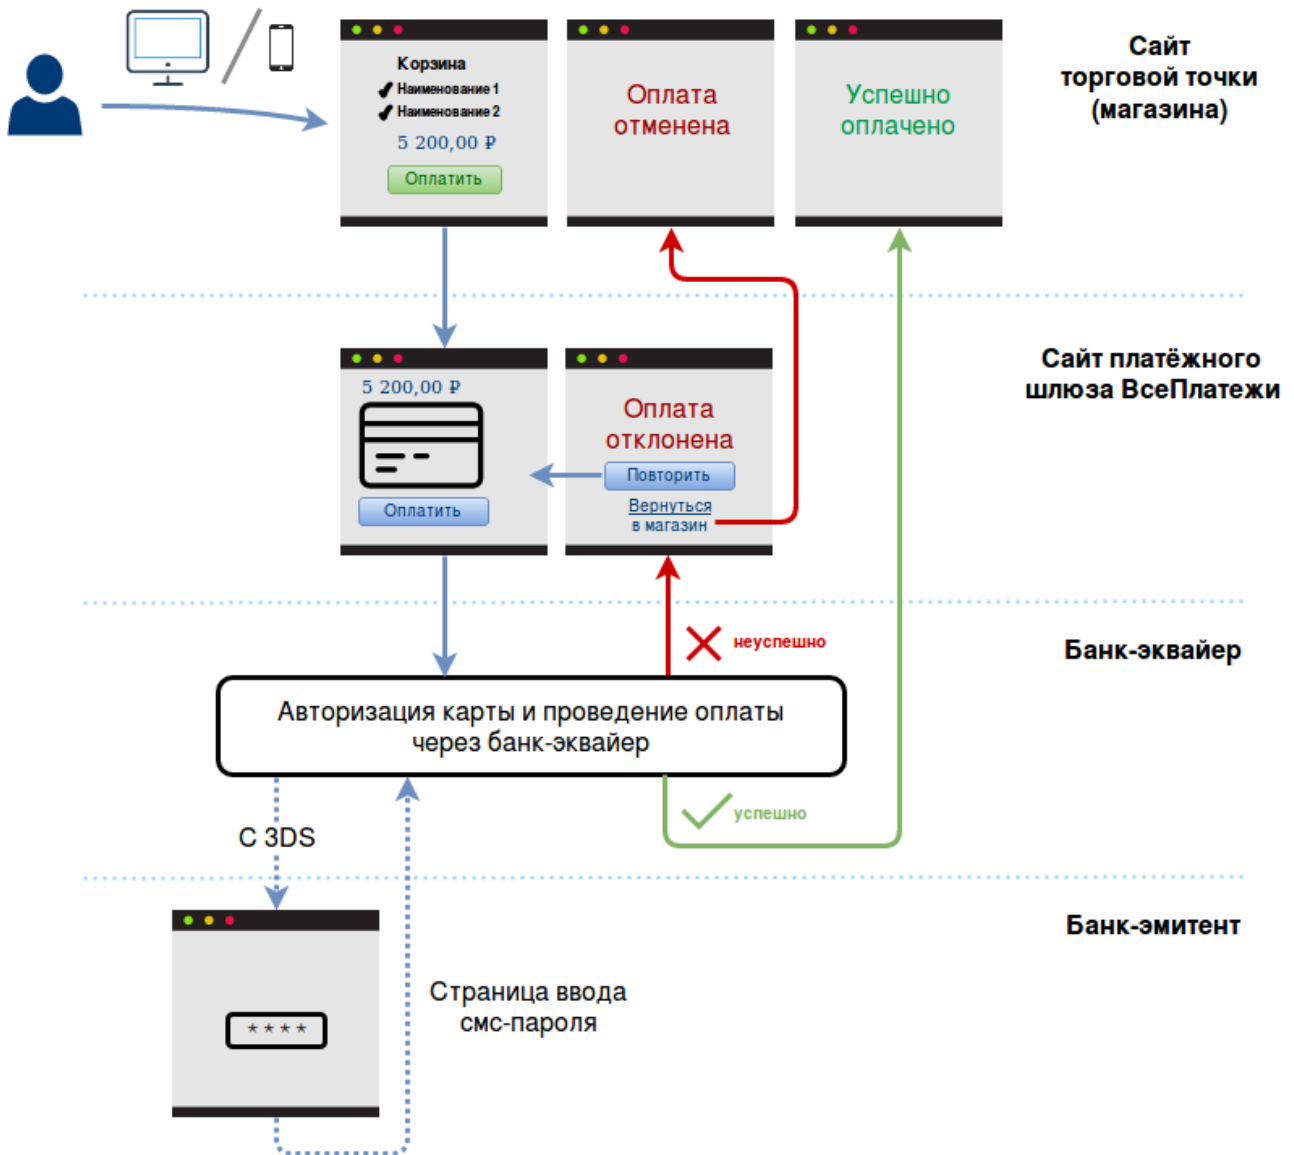 Корзина
Наименование 1
Наименование 2
5 200,00 ₽
Оплатить
Оплата
отменена
Успешно
оплачено
Сайт
торговой точки
(магазина)
5 200,00 ₽
Оплатить
Оплата
отклонена
Повторить
Вернуться
в магазин
Сайт платёжного
шлюза ВсеПлатежи
неуспешно
Банк-эквайер
Авторизация карты и проведение оплаты
через банк-эквайер
успешно
С 3DS
Банк-эмитент
* * * *
Страница ввода
смс-пароля